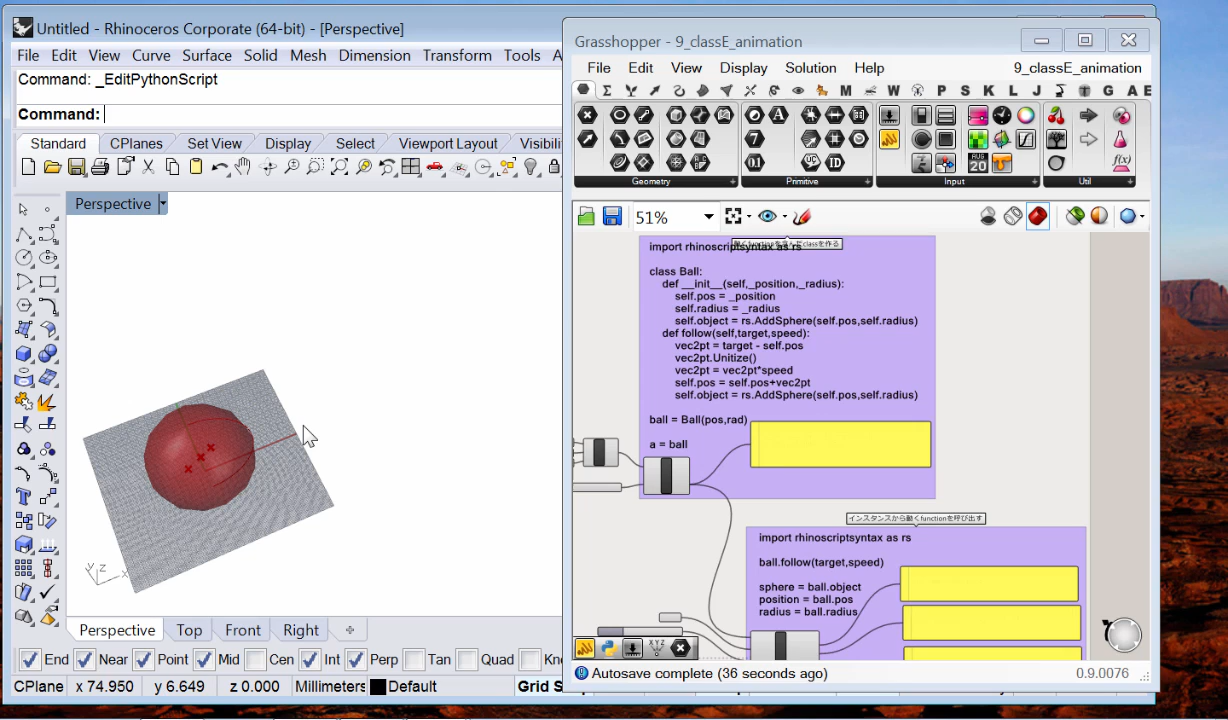 Untitled - Rhinoceros Corporate (64-bit) - [Perspective]
File Edit View Curve Surface Solid Mesh Dimension Transform Tools A
Command: _EditPythonScript
Command:
Standard CPlanes Set View Display Select Viewport Layout Visibili
Perspective
z y x
Perspective Top Front Right
End Near Point Mid Cen Int Perp Tan Quad Kn
CPlane x 74.950 y 6.649 z 0.000 Millimeters Default Grid S
Grasshopper - 9_classE_animation
File Edit View Display Solution Help 9_classE_animation
M W P S K L J G A E
Geometry Primitive Input Util
51%
import rhinoscriptsyntax as rs
class Ball:
def __init__(self,_position,_radius):
self.pos = _position
self.radius = _radius
self.object = rs.AddSphere(self.pos,self.radius)
def follow(self,target,speed):
vec2pt = target - self.pos
vec2pt.Unitize()
vec2pt = vec2pt*speed
self.pos = self.pos+vec2pt
self.object = rs.AddSphere(self.pos,self.radius)
ball = Ball(pos,rad)
a = ball
インスタンスから動くfunctionを呼び出す
import rhinoscriptsyntax as rs
ball.follow(target,speed)
sphere = ball.object
position = ball.pos
radius = ball.radius
Autosave complete (36 seconds ago) 0.9.0076